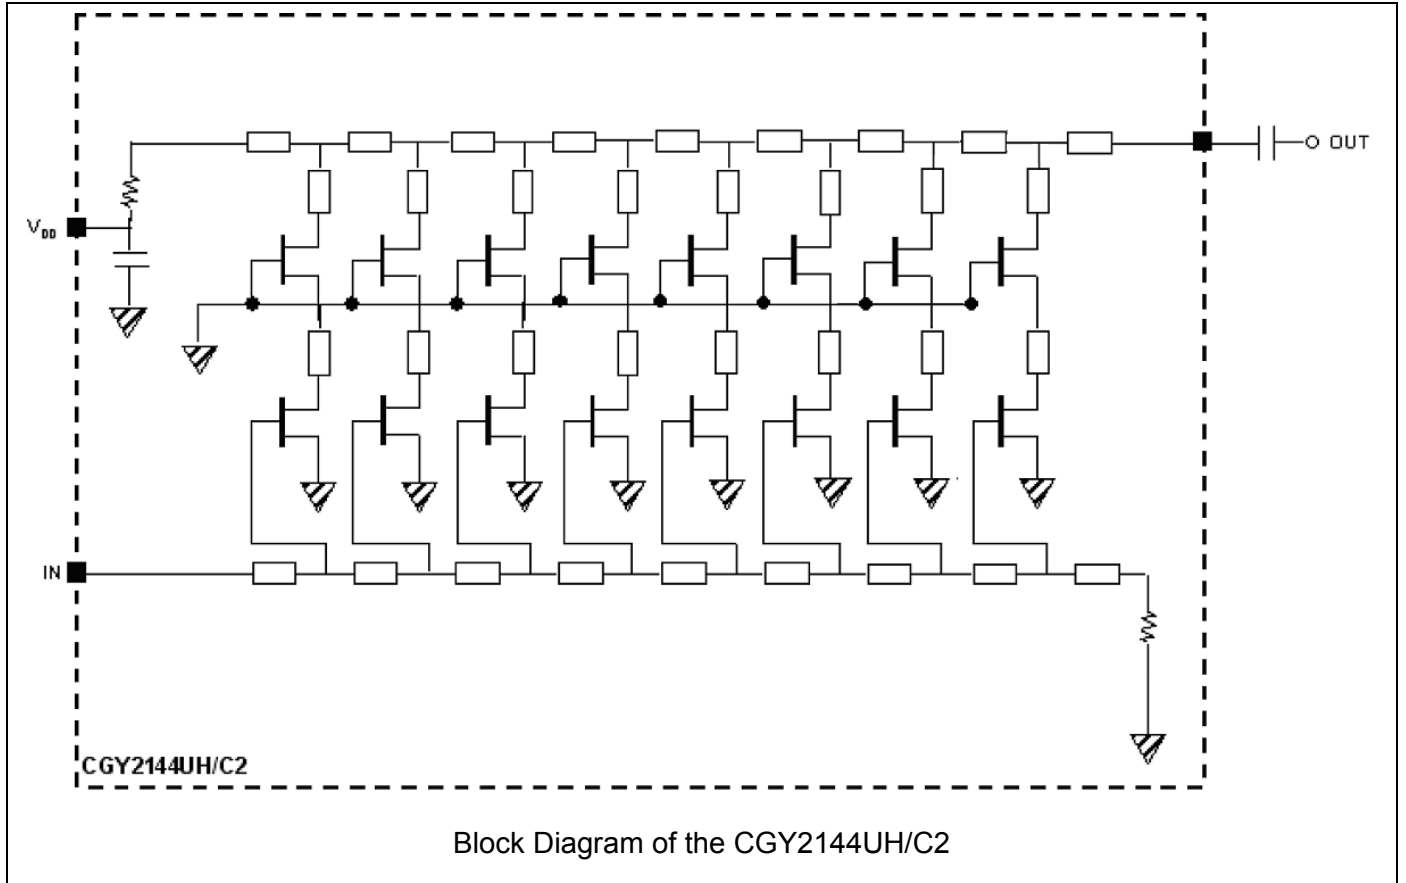 OUT
VDD
IN
CGY2144UH/C2
Block Diagram of the CGY2144UH/C2